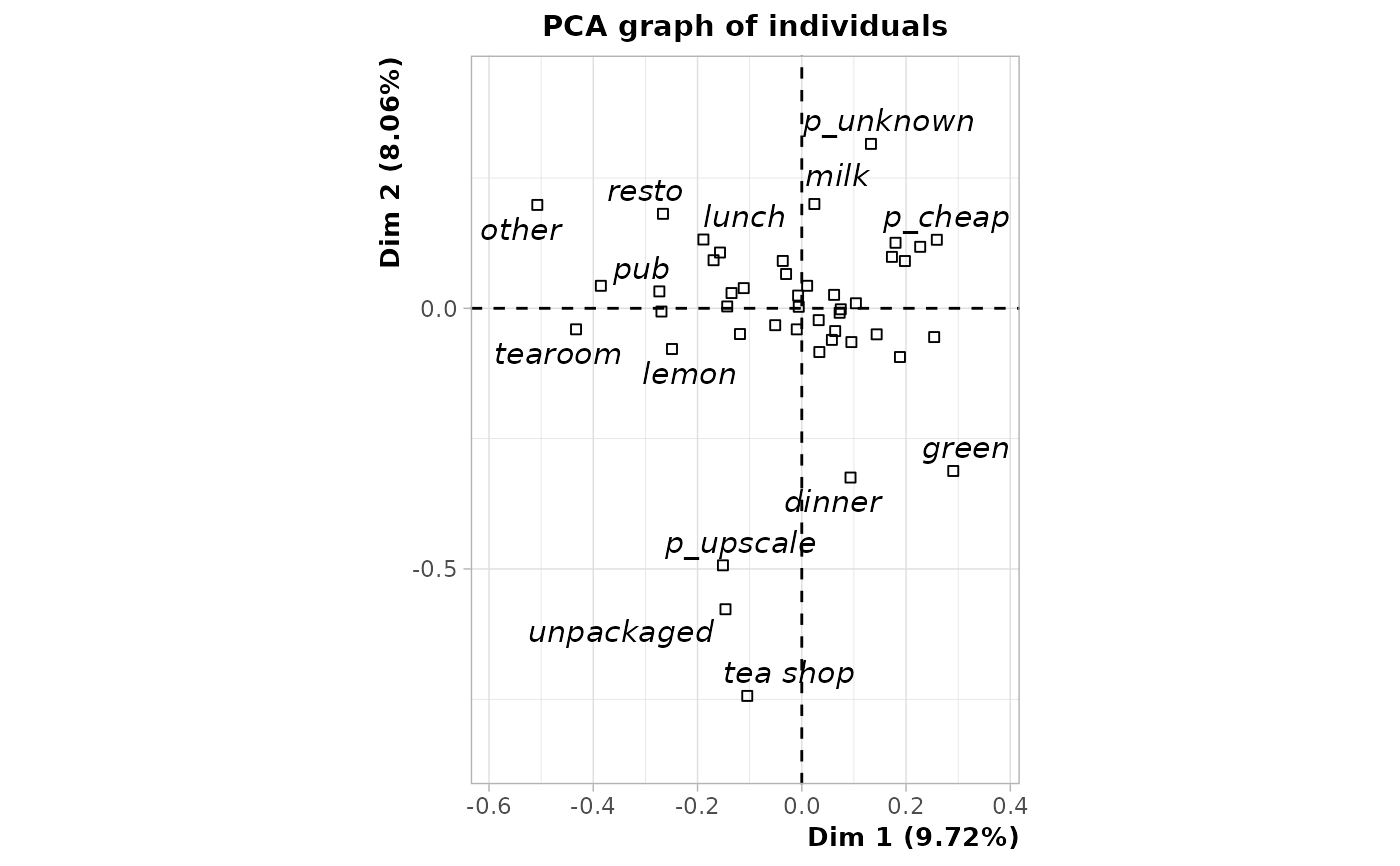 PCA graph of individuals
Dim 2 (8.06%)
p_unknown
milk
resto
lunch
p_cheap
other
pub
0.0
tearoom
lemon
green
dinner
p_upscale
-0.5
unpackaged
tea shop
-0.6 -0.4 -0.2 0.0 0.2 0.4
Dim 1 (9.72%)